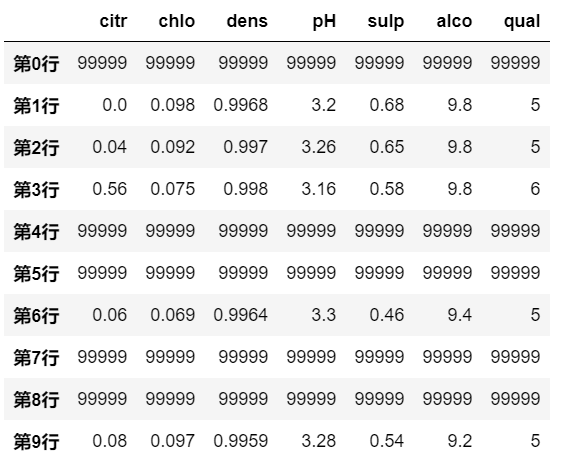 citr chlo dens pH sulp alco qual
第0行 99999 99999 99999 99999 99999 99999 99999
第1行 0.0 0.098 0.9968 3.2 0.68 9.8 5
第2行 0.04 0.092 0.997 3.26 0.65 9.8 5
第3行 0.56 0.075 0.998 3.16 0.58 9.8 6
第4行 99999 99999 99999 99999 99999 99999 99999
第5行 99999 99999 99999 99999 99999 99999 99999
第6行 0.06 0.069 0.9964 3.3 0.46 9.4 5
第7行 99999 99999 99999 99999 99999 99999 99999
第8行 99999 99999 99999 99999 99999 99999 99999
第9行 0.08 0.097 0.9959 3.28 0.54 9.2 5